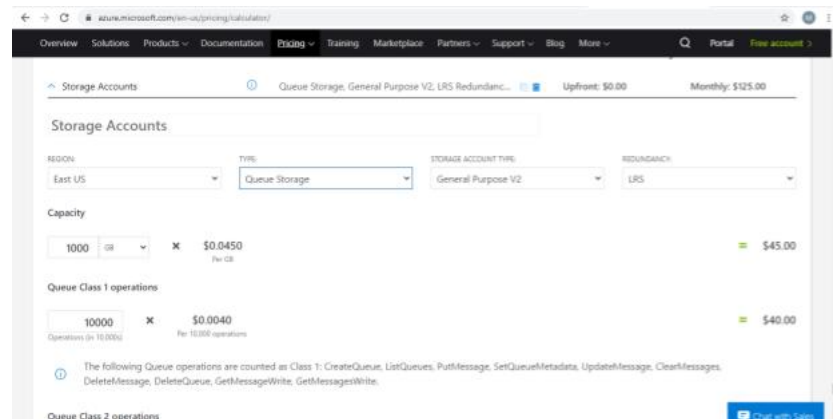 azure.microsoft.com/en-us/pricing/calculator/
Overview Solutions Products Documentation Pricing Training Marketplace Partners Support Blog More Portal Free account >
Storage Accounts Queue Storage, General Purpose V2, LRS Redundanc... Upfront: $0.00 Monthly: $125.00
Storage Accounts
REGION: TYPE: STORAGE ACCOUNT TYPE: REDUNDANCY:
East US Queue Storage General Purpose V2 LRS
Capacity
1000 GB × $0.0450 = $45.00
Per GB
Queue Class 1 operations
10000 × $0.0040 = $40.00
Operations (in 10,000s) Per 10,000 operations
The following Queue operations are counted as Class 1: CreateQueue, ListQueues, PutMessage, SetQueueMetadata, UpdateMessage, ClearMessages,
DeleteMessage, DeleteQueue, GetMessageWrite, GetMessagesWrite.
Queue Class 2 operations
Chat with Sales